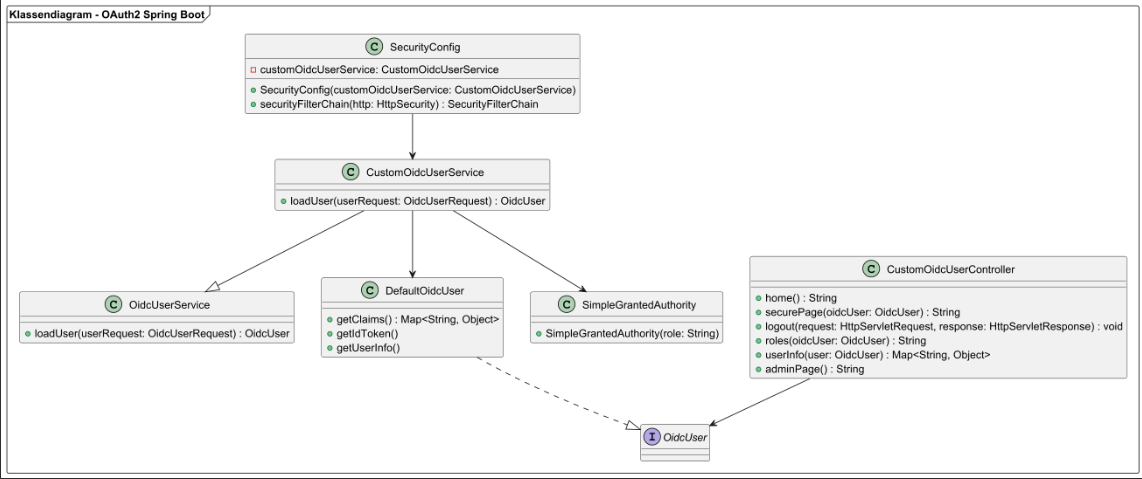 Klassendiagram - OAuth2 Spring Boot
C SecurityConfig
customOidcUserService: CustomOidcUserService
SecurityConfig(customOidcUserService: CustomOidcUserService)
securityFilterChain(http: HttpSecurity) : SecurityFilterChain
C CustomOidcUserService
loadUser(userRequest: OidcUserRequest) : OidcUser
C OidcUserService
loadUser(userRequest: OidcUserRequest) : OidcUser
C DefaultOidcUser
getClaims() : Map<String, Object>
getIdToken()
getUserInfo()
C SimpleGrantedAuthority
SimpleGrantedAuthority(role: String)
C CustomOidcUserController
home() : String
securePage(oidcUser: OidcUser) : String
logout(request: HttpServletRequest, response: HttpServletResponse) : void
roles(oidcUser: OidcUser) : String
userInfo(user: OidcUser) : Map<String, Object>
adminPage() : String
I OidcUser